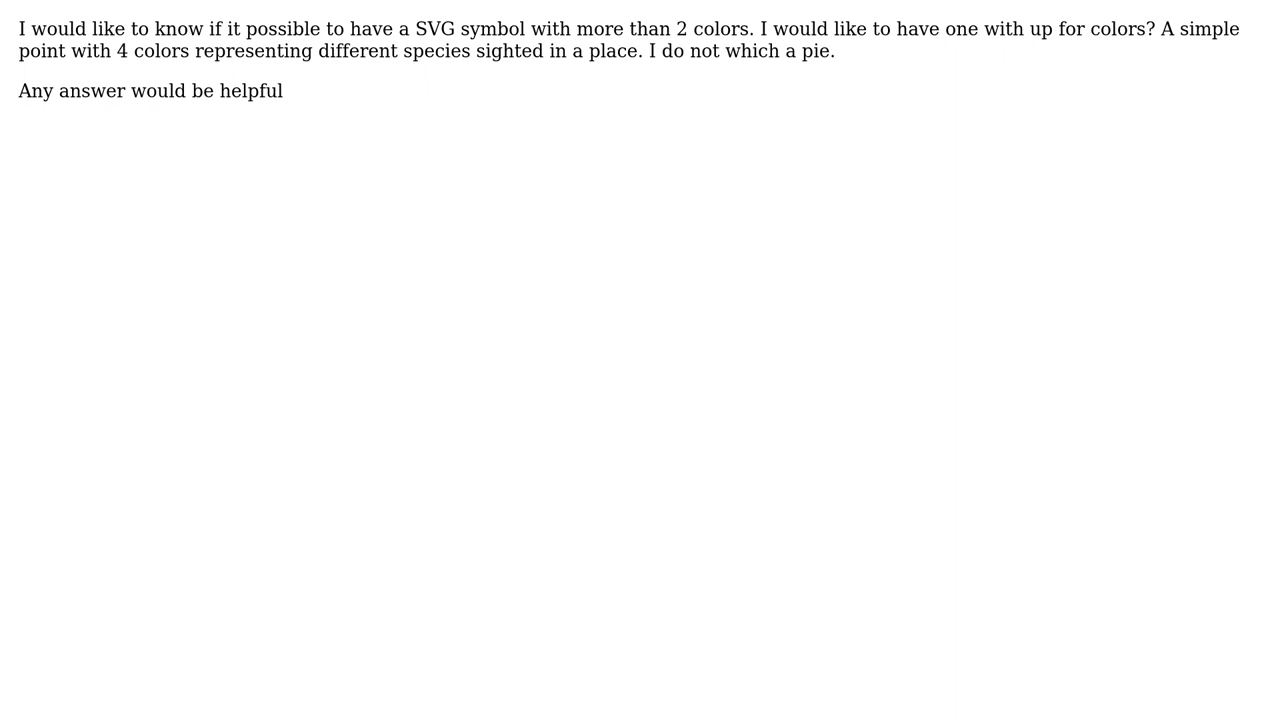 I would like to know if it possible to have a SVG symbol with more than 2 colors. I would like to have one with up for colors? A simple
point with 4 colors representing different species sighted in a place. I do not which a pie.
Any answer would be helpful